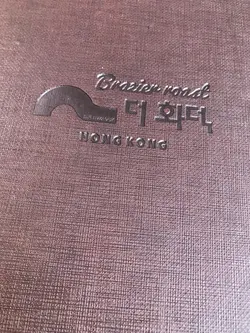 Brazier road
더 화덕
HONG KONG